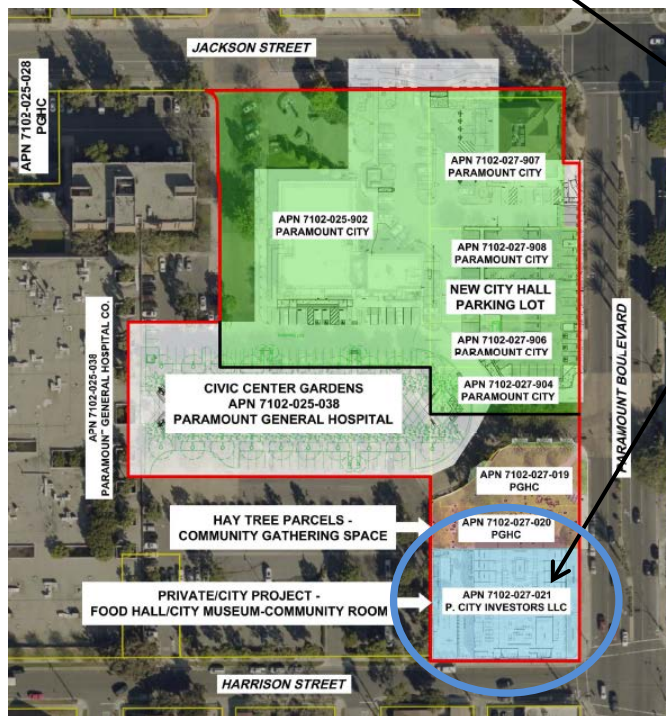 JACKSON STREET
APN 7102-025-028
PGHC
APN 7102-027-907
PARAMOUNT CITY
APN 7102-025-902
PARAMOUNT CITY
APN 7102-027-908
PARAMOUNT CITY
NEW CITY HALL
PARKING LOT
APN 7102-027-906
PARAMOUNT CITY
APN 7102-027-904
PARAMOUNT CITY
PARAMOUNT BOULEVARD
APN 7102-025-038
PARAMOUNT GENERAL HOSPITAL CO.
CIVIC CENTER GARDENS
APN 7102-025-038
PARAMOUNT GENERAL HOSPITAL
APN 7102-027-019
PGHC
HAY TREE PARCELS -
COMMUNITY GATHERING SPACE
APN 7102-027-020
PGHC
PRIVATE/CITY PROJECT -
FOOD HALL/CITY MUSEUM-COMMUNITY ROOM
APN 7102-027-021
P. CITY INVESTORS LLC
HARRISON STREET